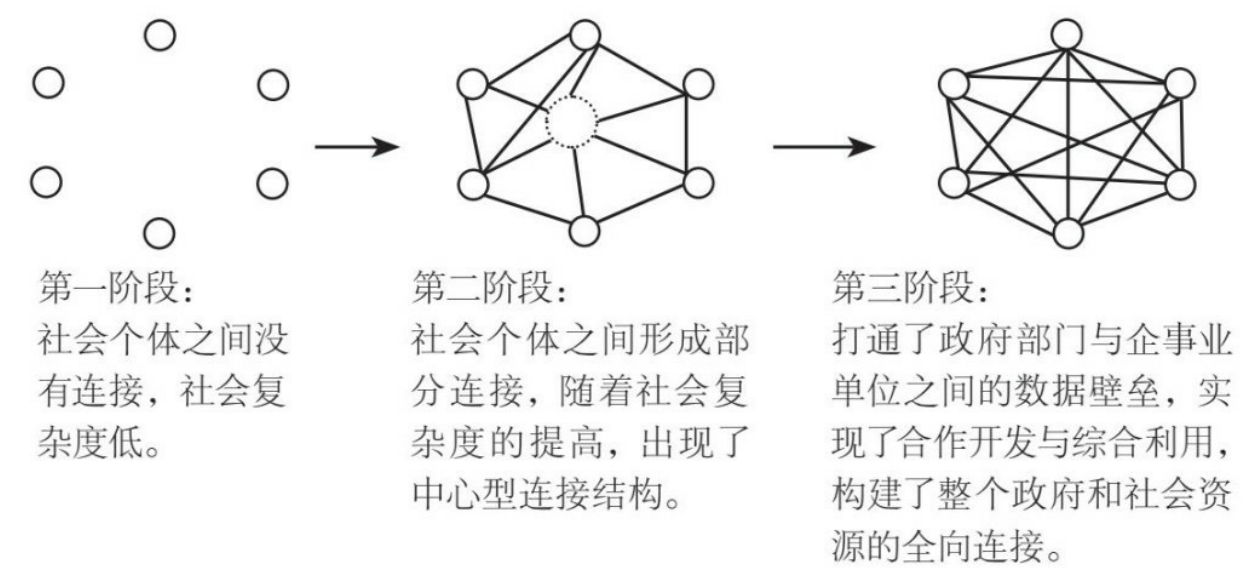 第一阶段：
社会个体之间没
有连接，社会复
杂度低。
第二阶段：
社会个体之间形成部
分连接，随着社会复
杂度的提高，出现了
中心型连接结构。
第三阶段：
打通了政府部门与企事业
单位之间的数据壁垒，实
现了合作开发与综合利用，
构建了整个政府和社会资
源的全向连接。